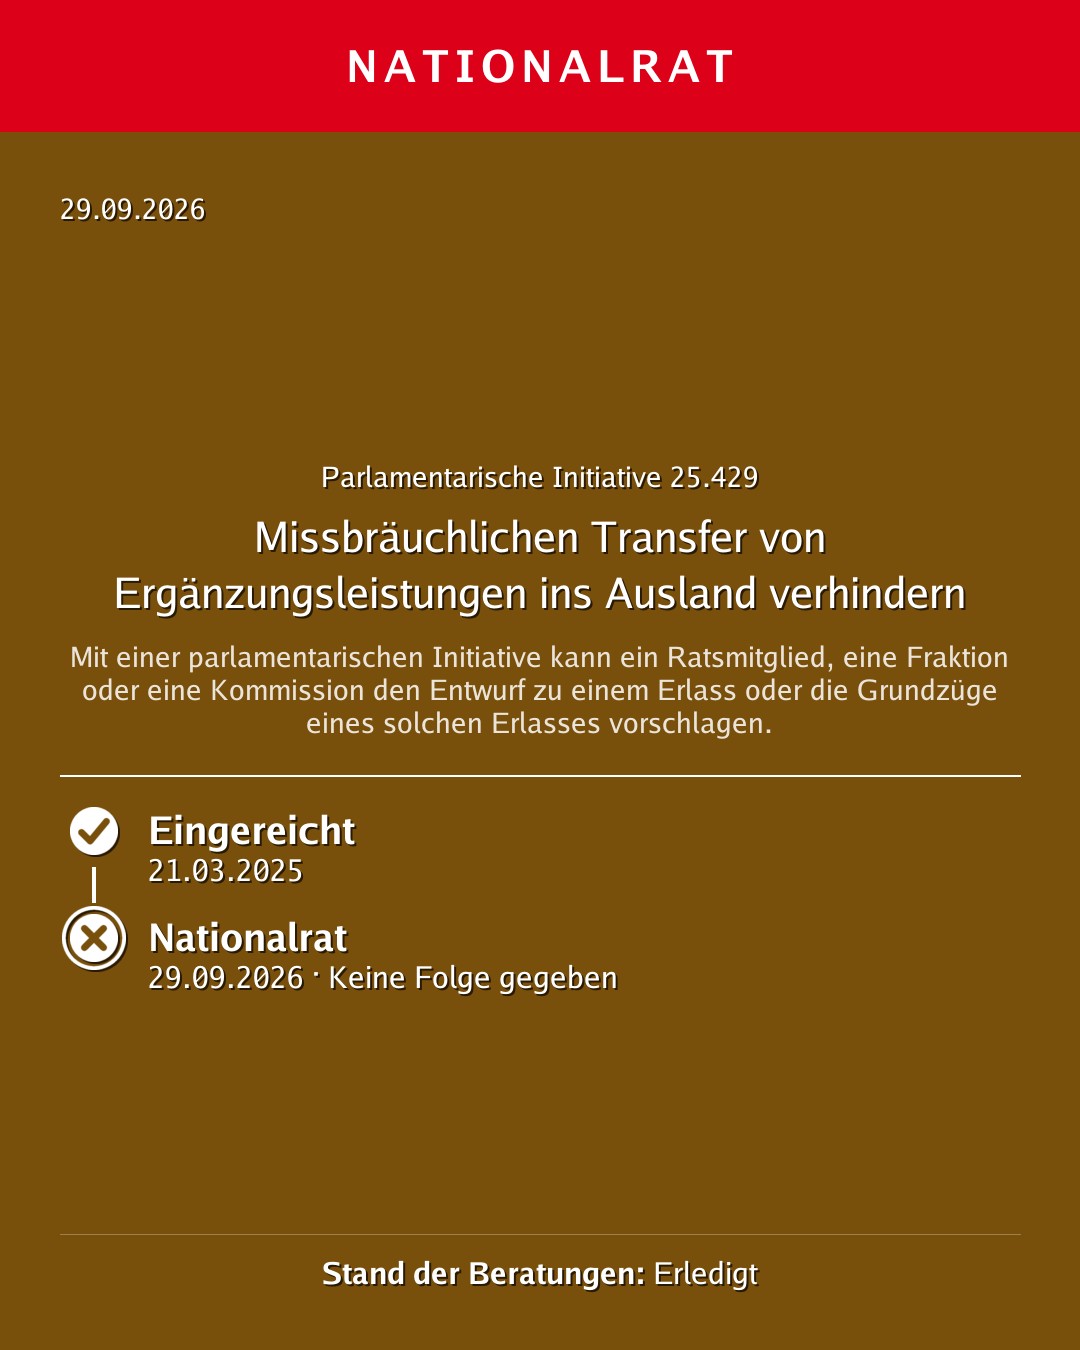 NATIONALRAT
29.09.2026
Parlamentarische Initiative 25.429
Missbräuchlichen Transfer von
Ergänzungsleistungen ins Ausland verhindern
Mit einer parlamentarischen Initiative kann ein Ratsmitglied, eine Fraktion
oder eine Kommission den Entwurf zu einem Erlass oder die Grundzüge
eines solchen Erlasses vorschlagen.
Eingereicht
21.03.2025
Nationalrat
29.09.2026 · Keine Folge gegeben
Stand der Beratungen: Erledigt